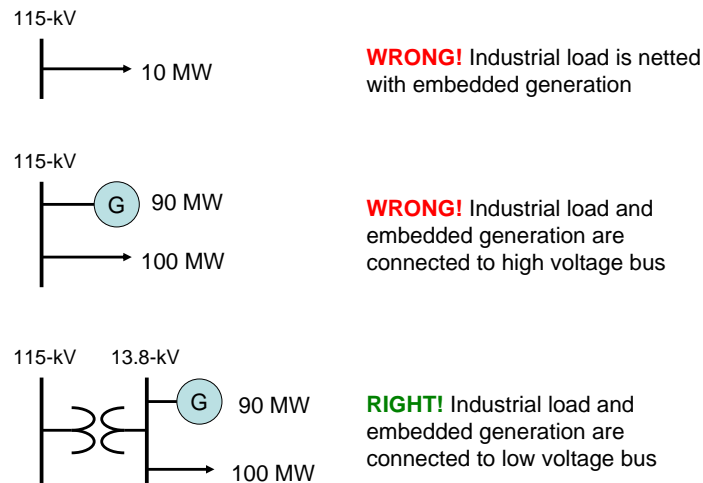 115-kV
10 MW
WRONG! Industrial load is netted
with embedded generation
115-kV
G
90 MW
100 MW
WRONG! Industrial load and
embedded generation are
connected to high voltage bus
115-kV
13.8-kV
G
90 MW
100 MW
RIGHT! Industrial load and
embedded generation are
connected to low voltage bus